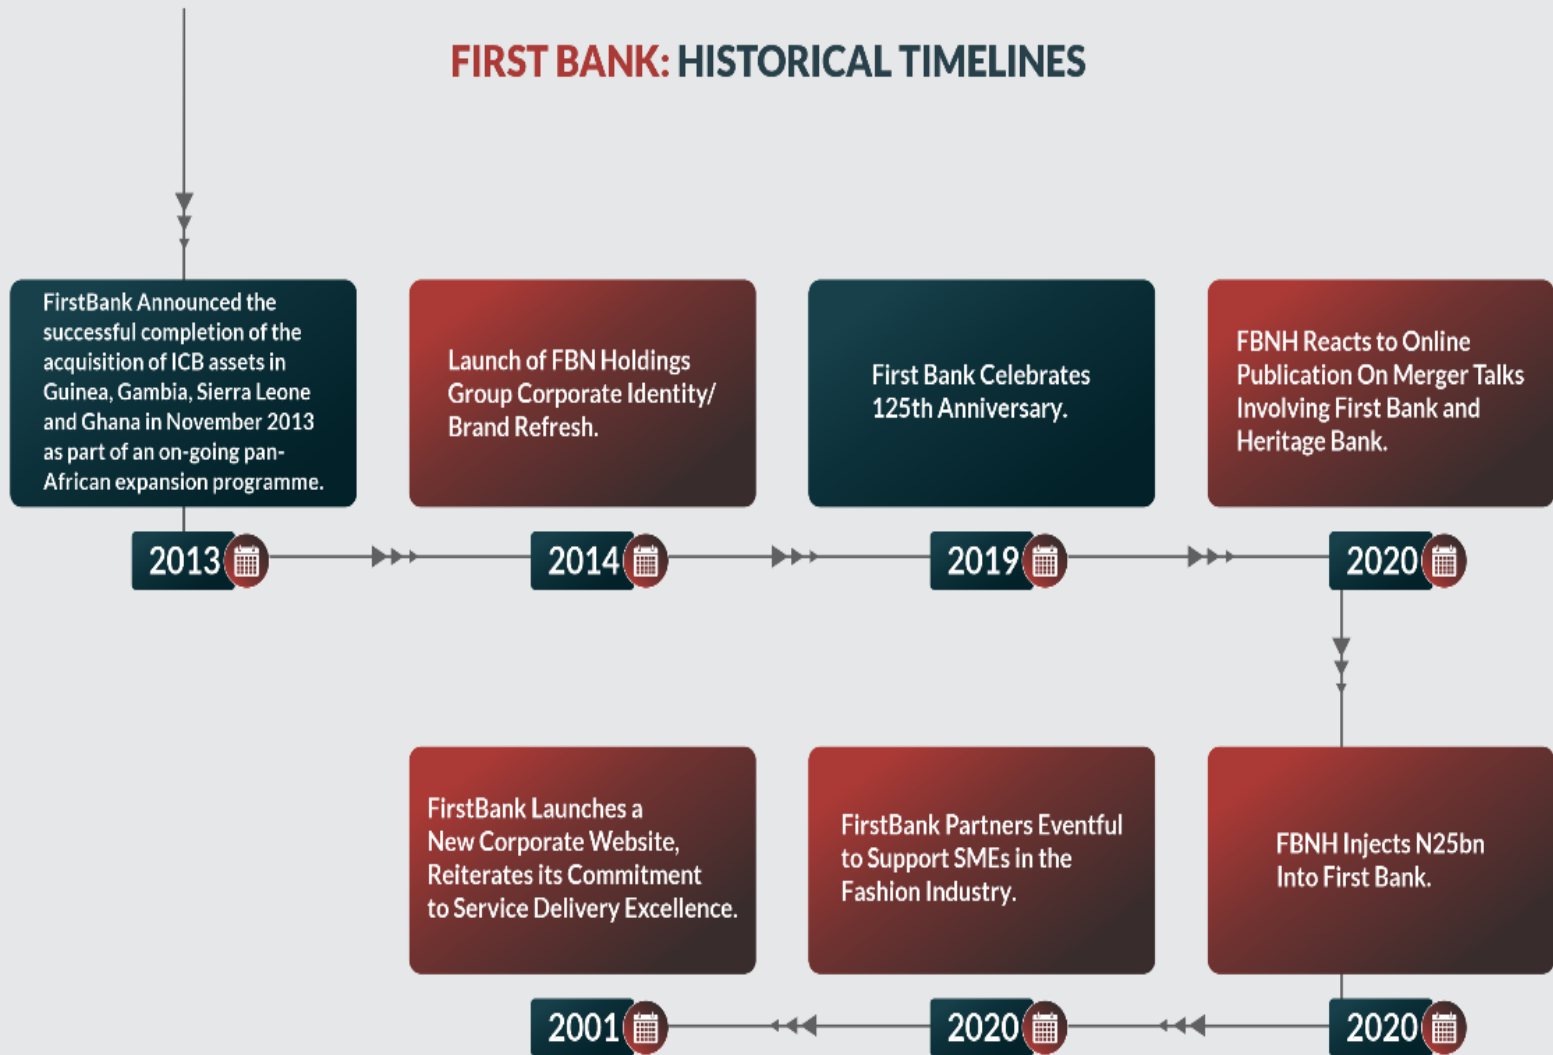 FIRST BANK: HISTORICAL TIMELINES
FirstBank Announced the
successful completion of the
acquisition of ICB assets in
Guinea, Gambia, Sierra Leone
and Ghana in November 2013
as part of an on-going pan-
African expansion programme.
2013
Launch of FBN Holdings
Group Corporate Identity/
Brand Refresh.
2014
First Bank Celebrates
125th Anniversary.
2019
FBNH Reacts to Online
Publication On Merger Talks
Involving First Bank and
Heritage Bank.
2020
FBNH Injects N25bn
Into First Bank.
2020
FirstBank Partners Eventful
to Support SMEs in the
Fashion Industry.
2020
FirstBank Launches a
New Corporate Website,
Reiterates its Commitment
to Service Delivery Excellence.
2001